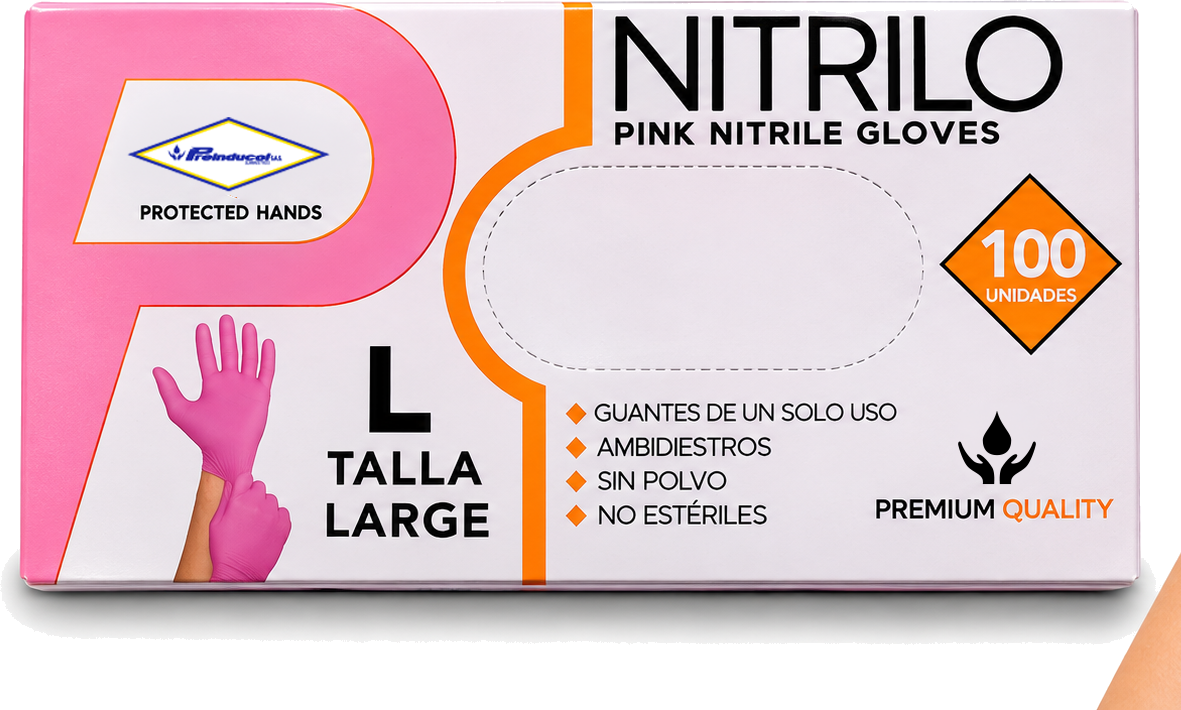 NITRILO
PINK NITRILE GLOVES
Preinducol S.A.S
PROTECTED HANDS
100
UNIDADES
L
TALLA
LARGE
GUANTES DE UN SOLO USO
AMBIDIESTROS
SIN POLVO
NO ESTÉRILES
PREMIUM QUALITY